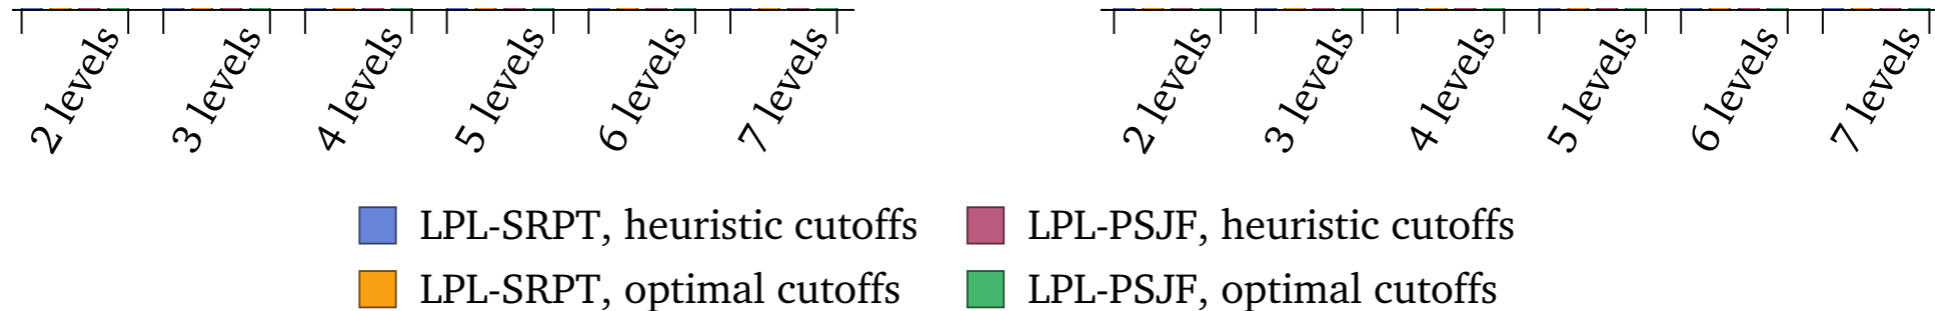 2 levels
3 levels
4 levels
5 levels
6 levels
7 levels
2 levels
3 levels
4 levels
5 levels
6 levels
7 levels
LPL-SRPT, heuristic cutoffs
LPL-PSJF, heuristic cutoffs
LPL-SRPT, optimal cutoffs
LPL-PSJF, optimal cutoffs